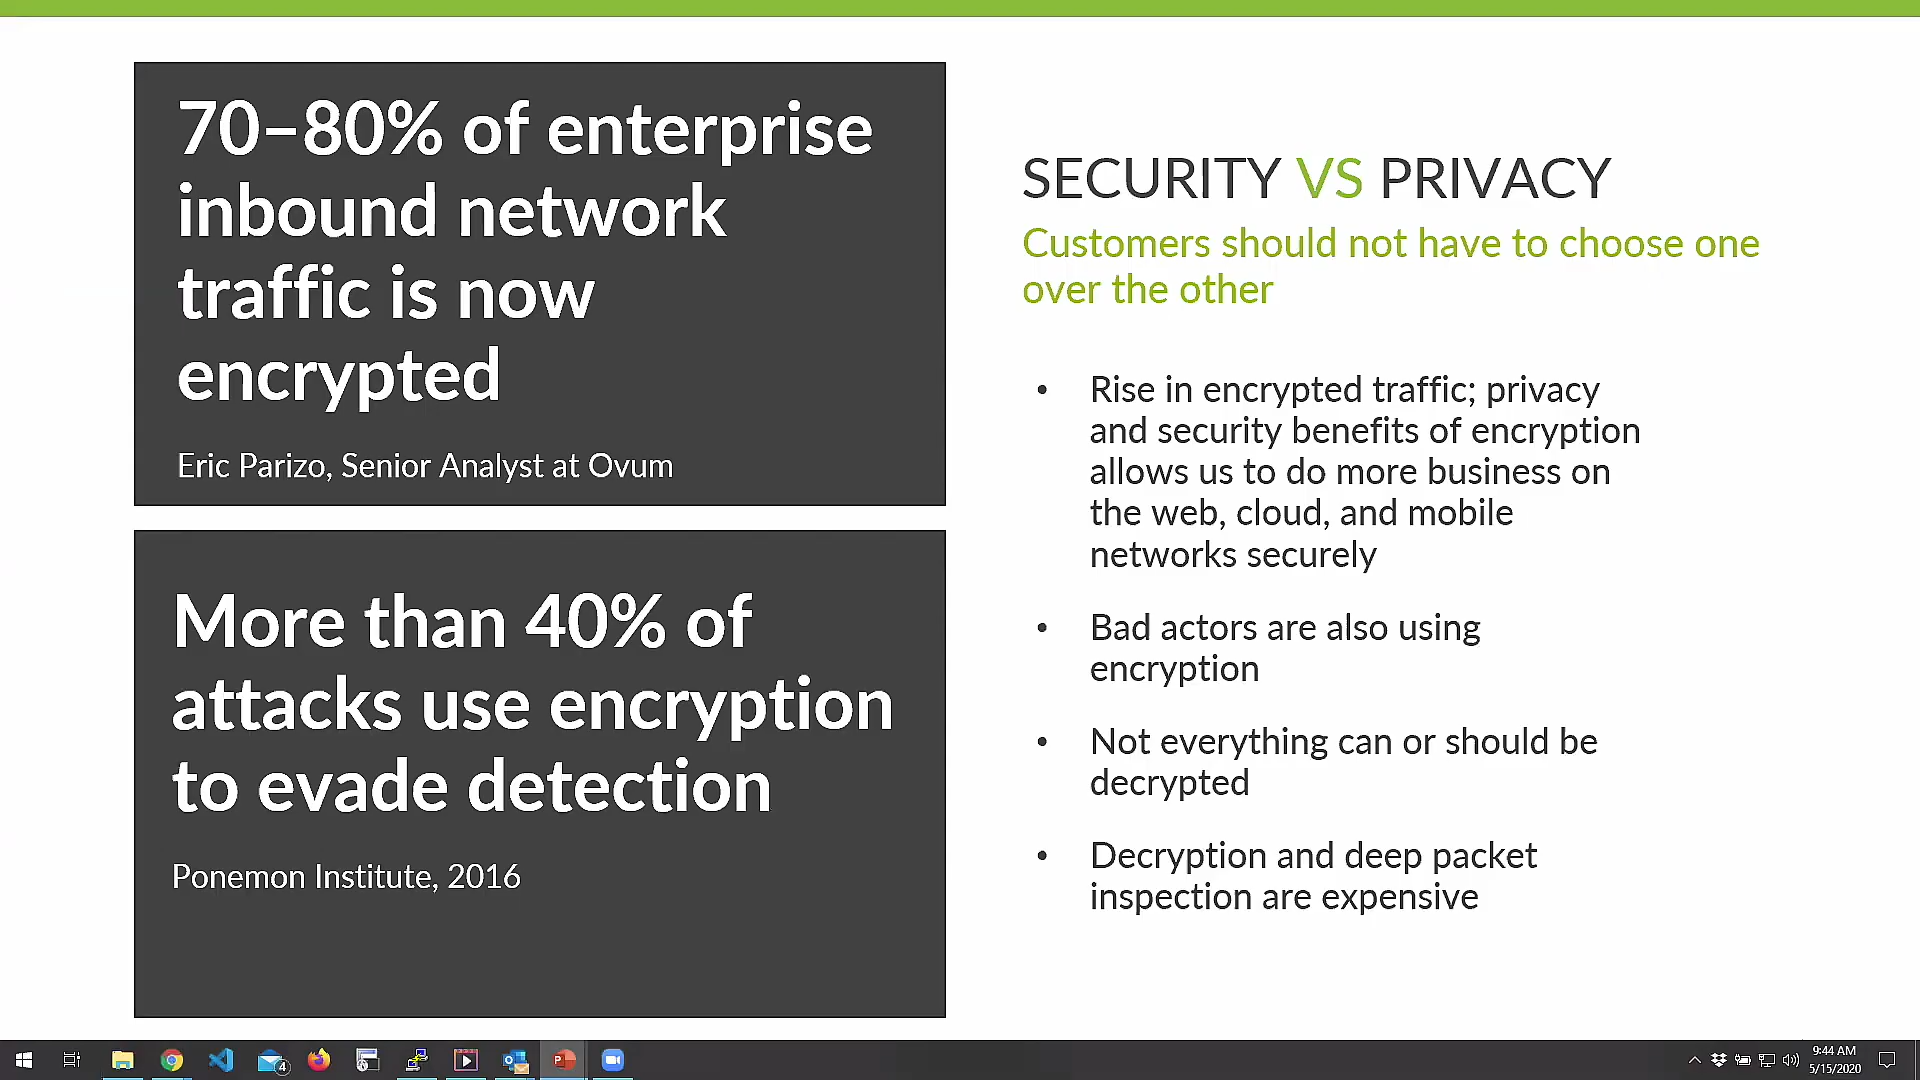 70–80% of enterprise
inbound network
traffic is now
encrypted
Eric Parizo, Senior Analyst at Ovum
More than 40% of
attacks use encryption
to evade detection
Ponemon Institute, 2016
SECURITY VS PRIVACY
Customers should not have to choose one
over the other
• Rise in encrypted traffic; privacy
and security benefits of encryption
allows us to do more business on
the web, cloud, and mobile
networks securely
• Bad actors are also using
encryption
• Not everything can or should be
decrypted
• Decryption and deep packet
inspection are expensive
4
9:44 AM
5/15/2020